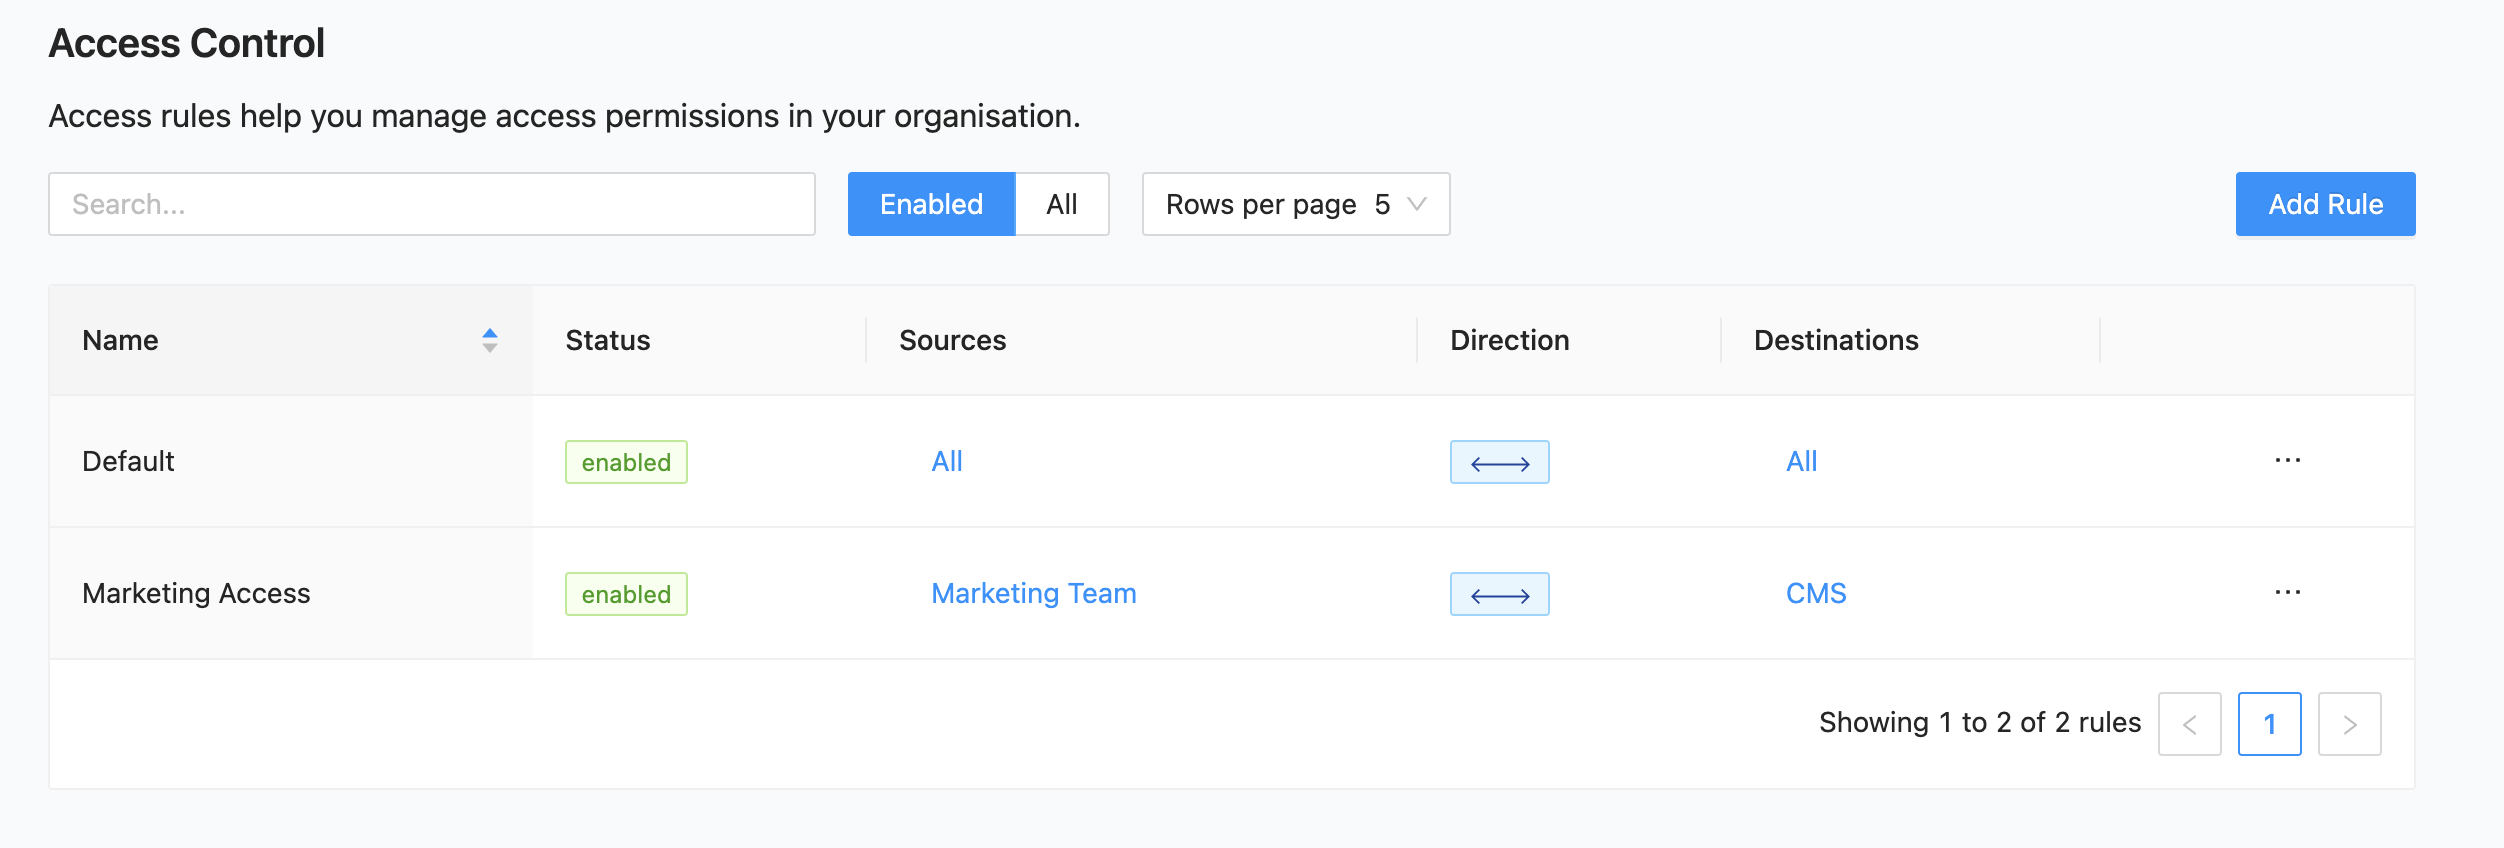 Access Control
Access rules help you manage access permissions in your organisation.
Search... Enabled All Rows per page 5 Add Rule
Name Status Sources Direction Destinations
Default enabled All All ...
Marketing Access enabled Marketing Team CMS ...
Showing 1 to 2 of 2 rules < 1 >